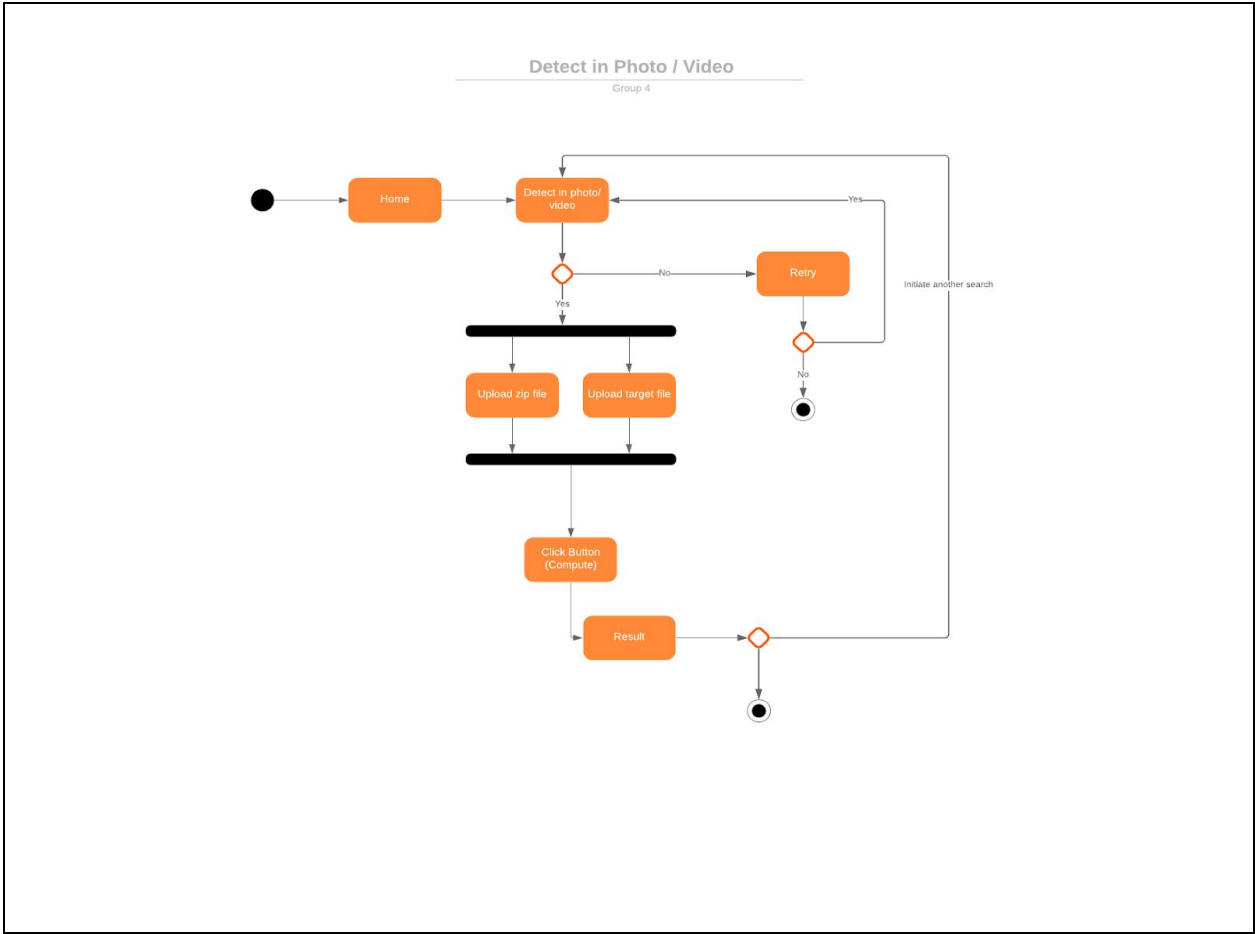 Detect in Photo / Video
Group 4
Home
Detect in photo/
video
Yes
No
Retry
Initiate another search
Yes
No
Upload zip file
Upload target file
Click Button
(Compute)
Result